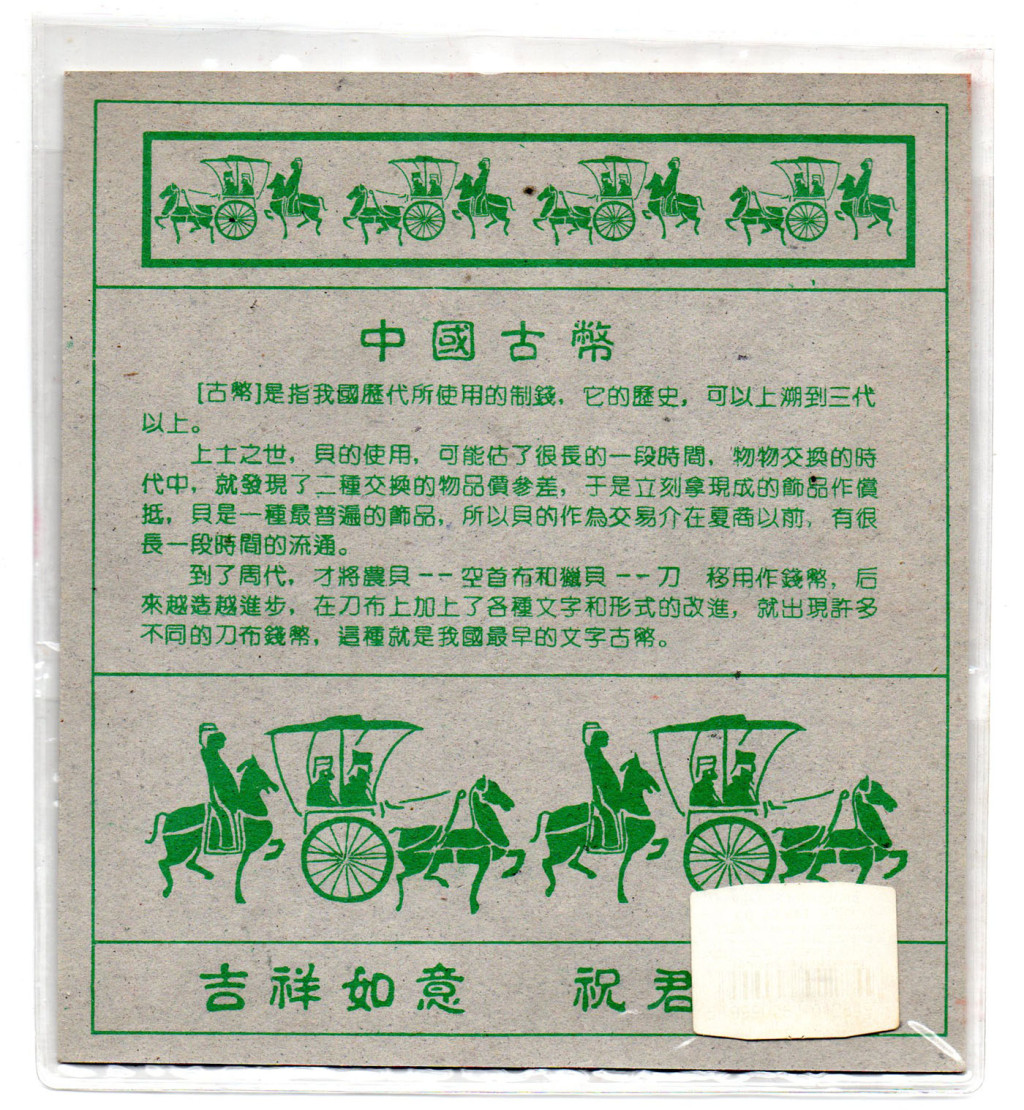 中國古幣
[古幣]是指我國歷代所使用的制錢，它的歷史，可以上溯到三代
以上。
上士之世，貝的使用，可能估了很長的一段時間，物物交換的時
代中，就發現了二種交換的物品價參差，于是立刻拿現成的飾品作償
抵，貝是一種最普遍的飾品，所以貝的作為交易介在夏商以前，有很
長一段時間的流通。
到了周代，才將農貝－－空首布和獵貝－－刀　移用作錢幣，后
來越造越進步，在刀布上加上了各種文字和形式的改進，就出現許多
不同的刀布錢幣，這種就是我國最早的文字古幣。
吉祥如意　祝君